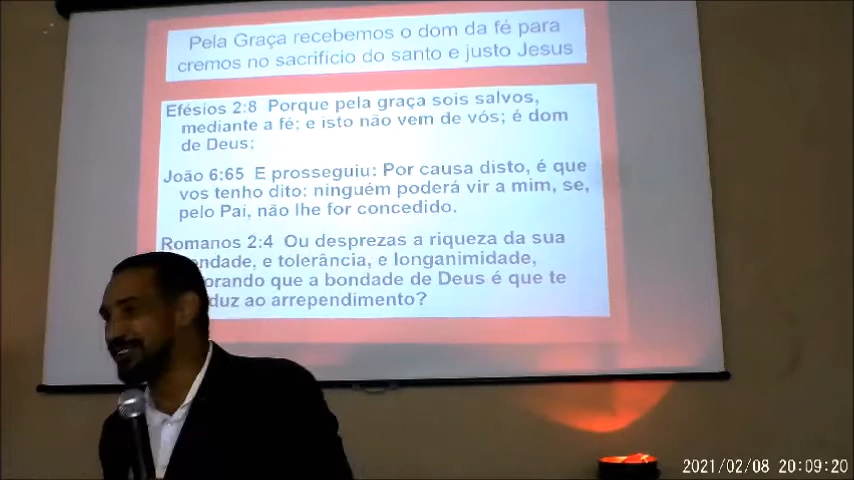 Pela Graça recebemos o dom da fé para
cremos no sacrificio do santo e justo Jesus
Efésios 2:8 Porque pela graça sois salvos,
mediante a fé; e isto não vem de vós; é dom
de Deus;
João 6:65 E prosseguiu: Por causa disto, é que
vos tenho dito: ninguém poderá vir a mim, se,
pelo Pai, não lhe for concedido.
Romanos 2:4 Ou desprezas a riqueza da sua
ndade, e tolerância, e longanimidade,
orando que a bondade de Deus é que te
duz ao arrependimento?
2021/02/08 20:09:20